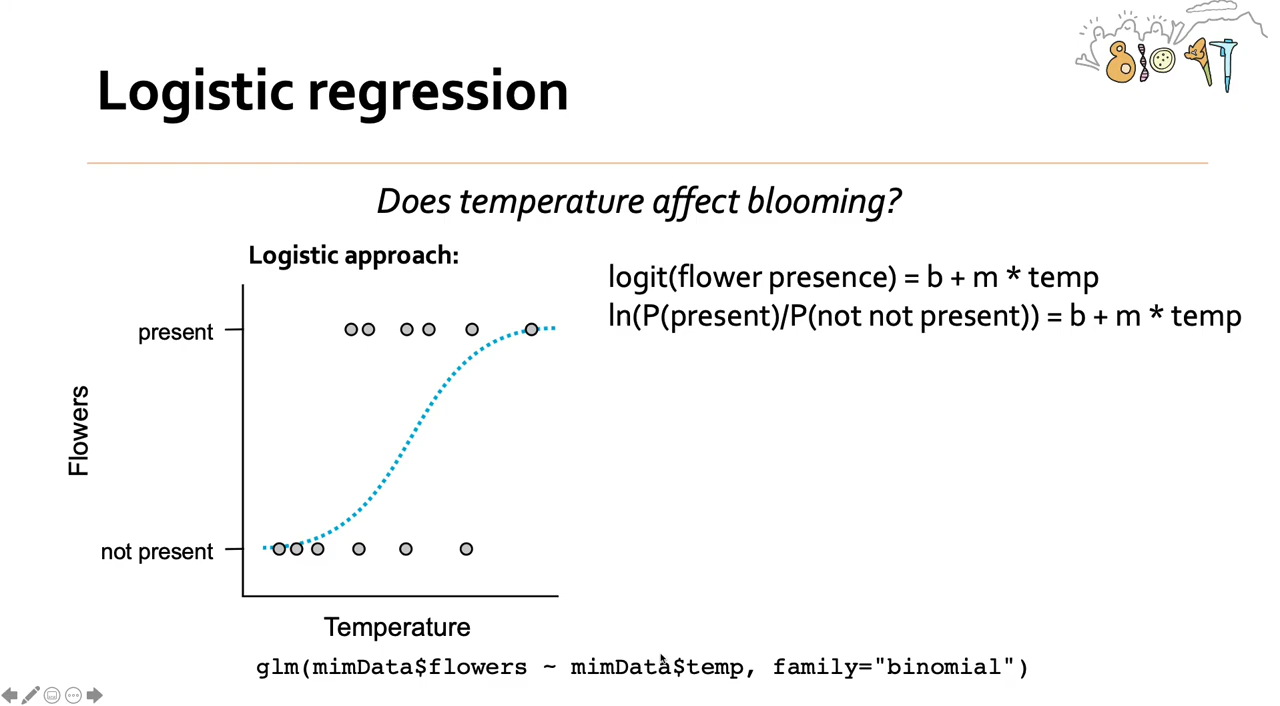 Logistic regression
Does temperature affect blooming?
Logistic approach:
logit(flower presence) = b + m * temp
ln(P(present)/P(not not present)) = b + m * temp
present
Flowers
not present
Temperature
glm(mimData$flowers ~ mimData$temp, family="binomial")